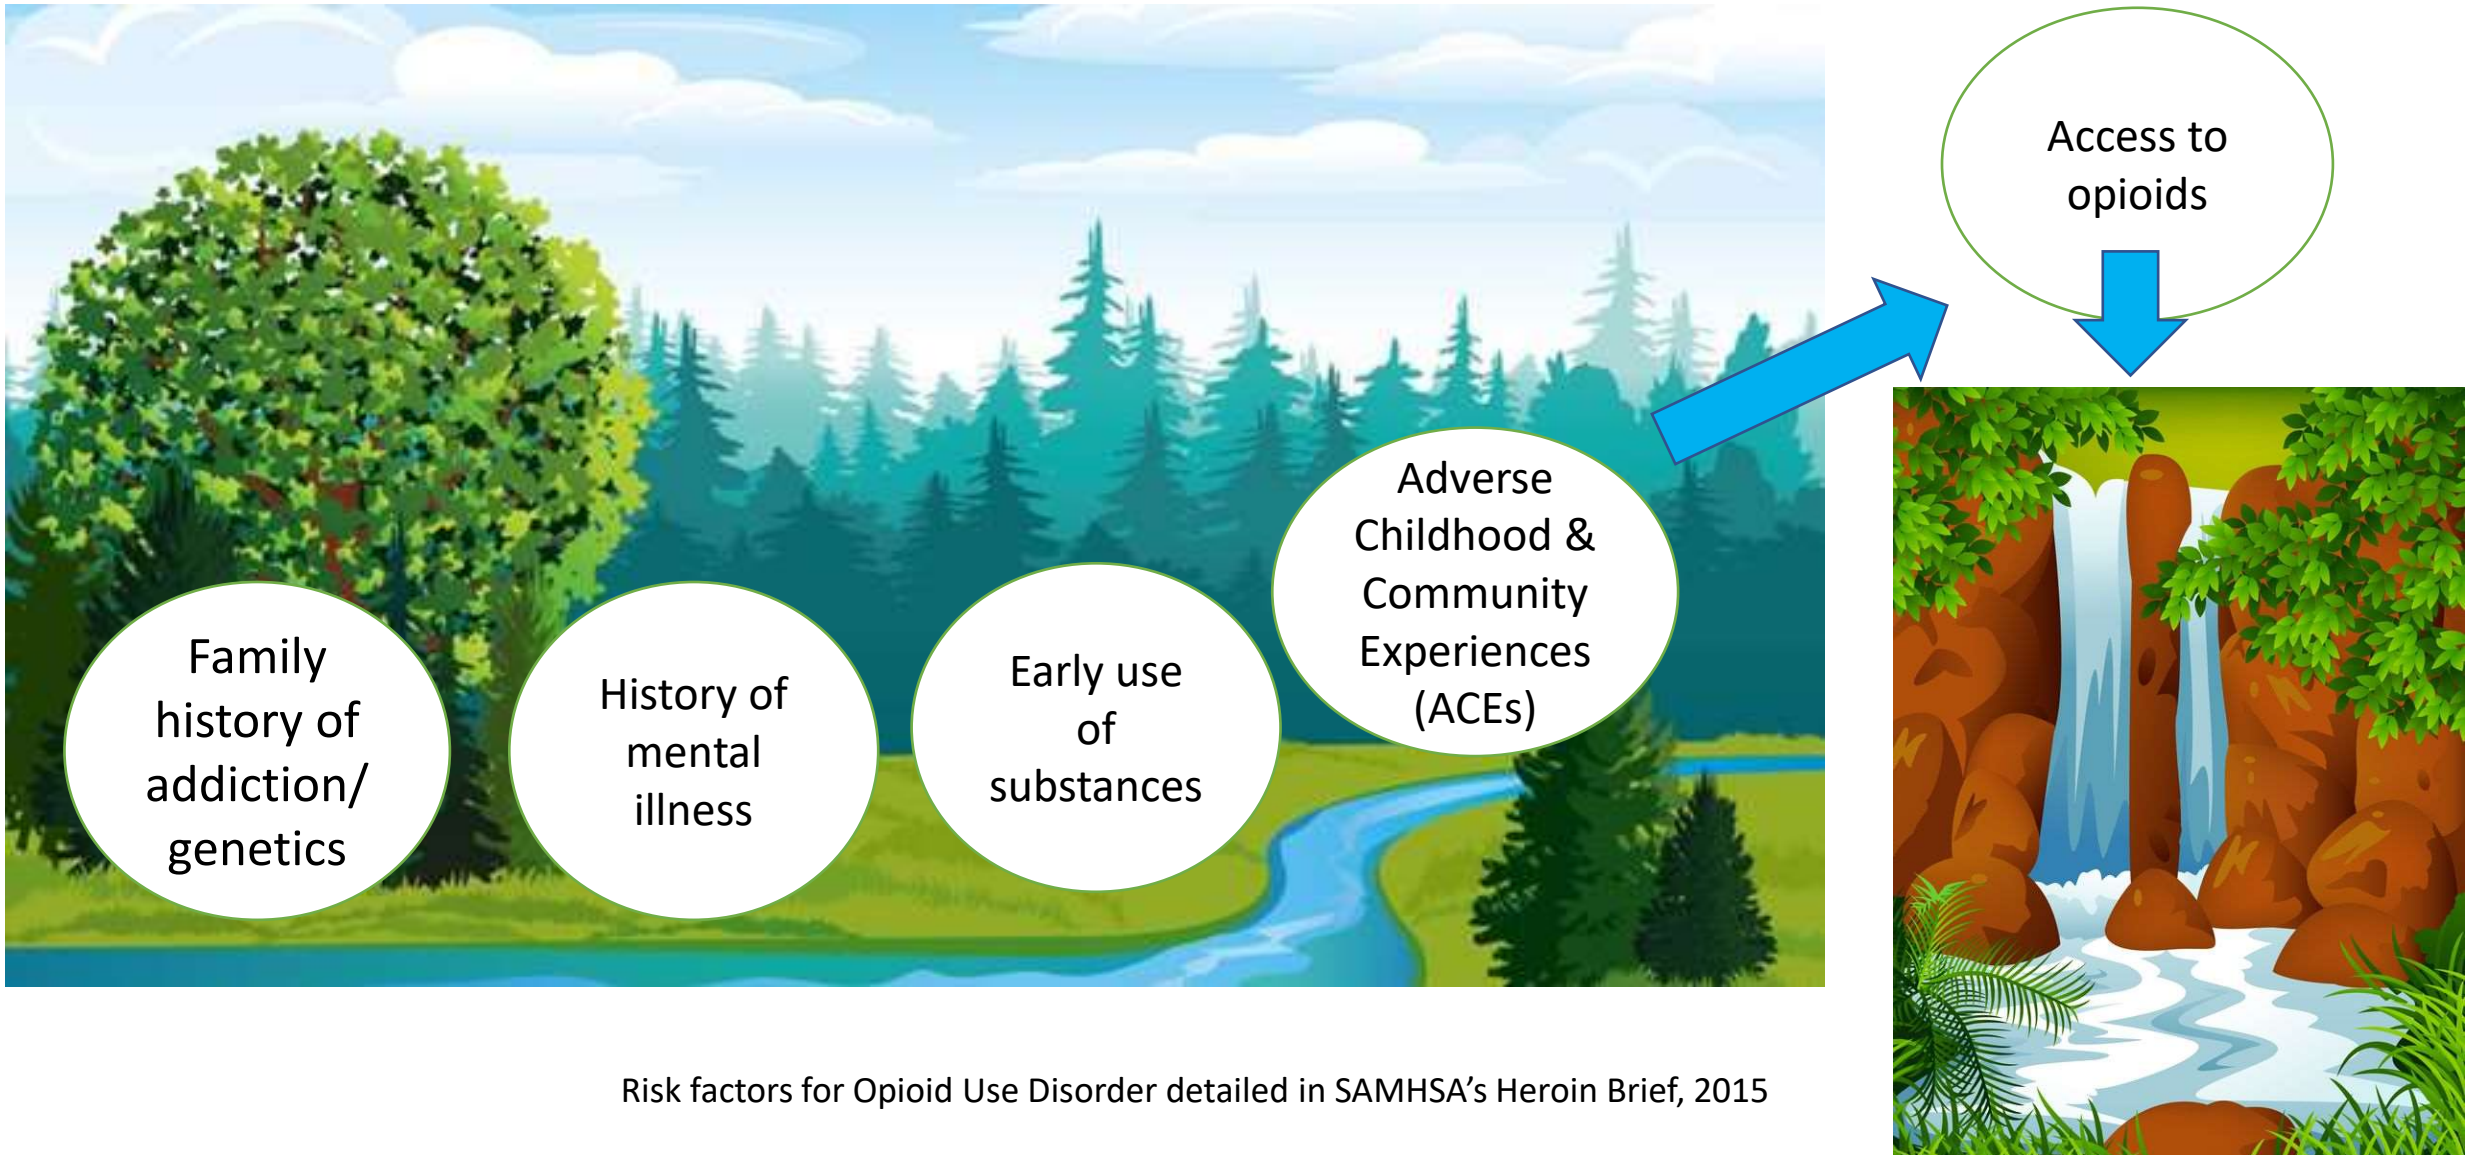 Access to
opioids
Adverse
Childhood &
Community
Experiences
(ACEs)
Family
history of
addiction/
genetics
History of
mental
illness
Early use
of
substances
Risk factors for Opioid Use Disorder detailed in SAMHSA's Heroin Brief, 2015